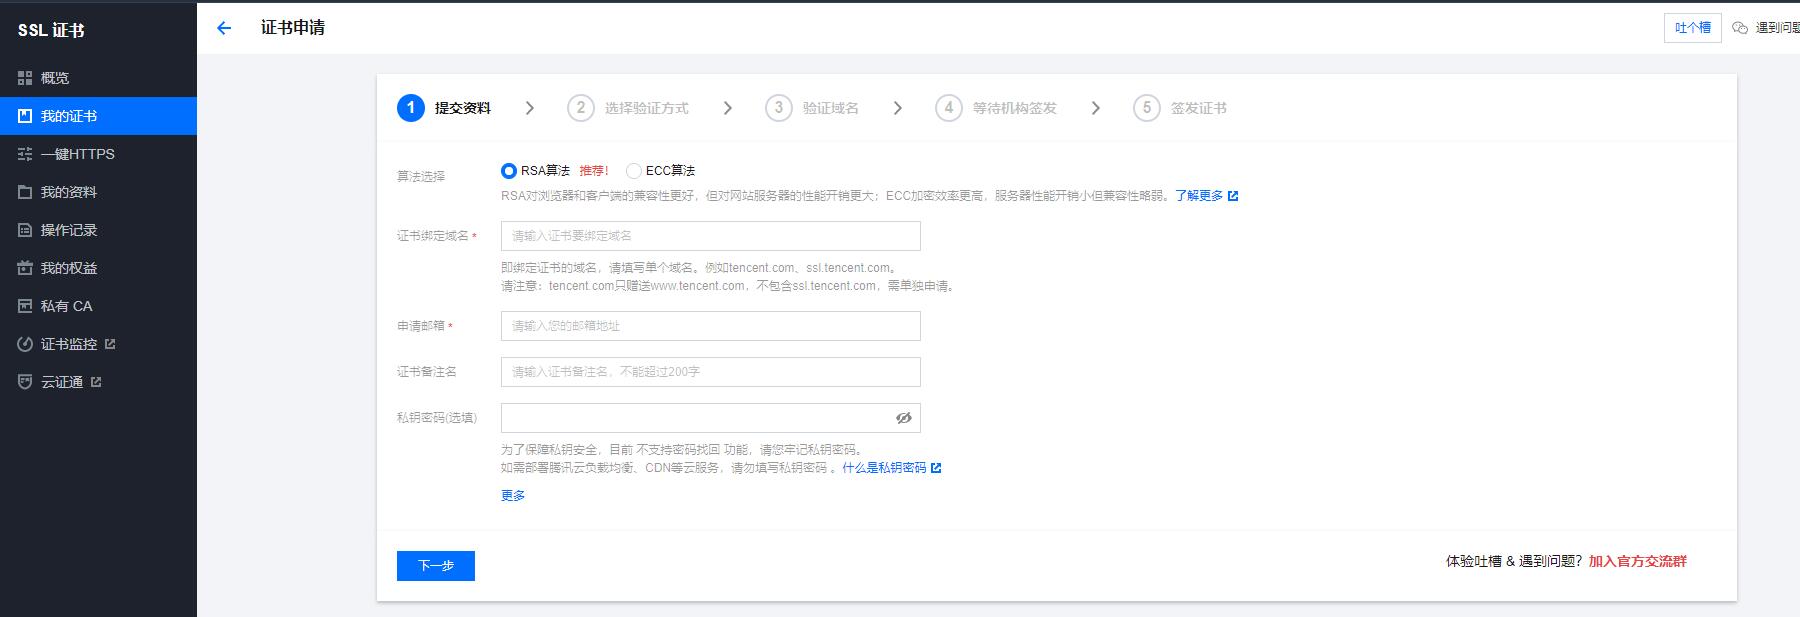 SSL 证书
概览
我的证书
一键HTTPS
我的资料
操作记录
我的权益
私有 CA
证书监控
云证通
证书申请
吐个槽
遇到问题
1 提交资料
2 选择验证方式
3 验证域名
4 等待机构签发
5 签发证书
算法选择
RSA算法 推荐! ECC算法
RSA对浏览器和客户端的兼容性更好，但对网站服务器的性能开销更大；ECC加密效率更高，服务器性能开销小但兼容性略弱。了解更多
证书绑定域名 *
请输入证书要绑定域名
即绑定证书的域名，请填写单个域名。例如tencent.com、ssl.tencent.com。
请注意：tencent.com只赠送www.tencent.com，不包含ssl.tencent.com，需单独申请。
申请邮箱 *
请输入您的邮箱地址
证书备注名
请输入证书备注名，不能超过200字
私钥密码(选填)
为了保障私钥安全，目前 不支持密码找回 功能，请您牢记私钥密码。
如需部署腾讯云负载均衡、CDN等云服务，请勿填写私钥密码 。什么是私钥密码
更多
下一步
体验吐槽 & 遇到问题？加入官方交流群